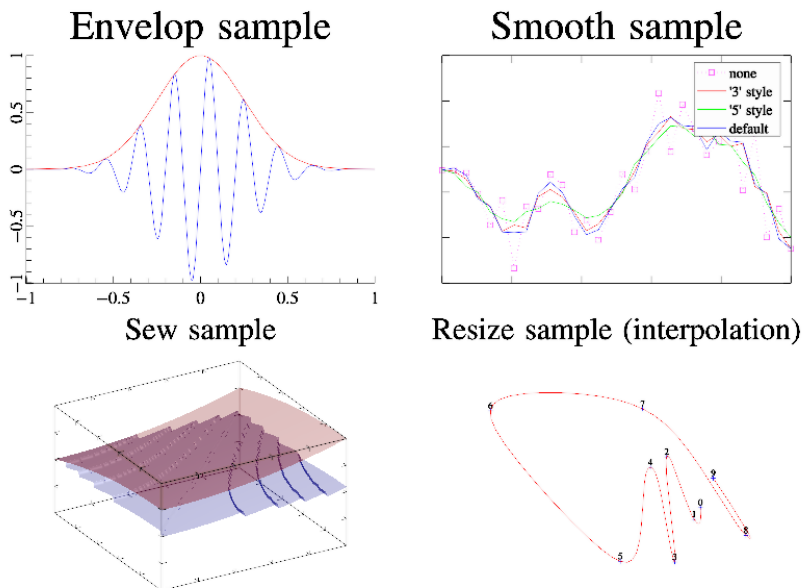 Envelop sample
Smooth sample
1
0.5
0
−0.5
−1
−1
−0.5
0
0.5
1
none
'3' style
'5' style
default
Sew sample
Resize sample (interpolation)
6
7
2
4
9
0
1
8
5
3